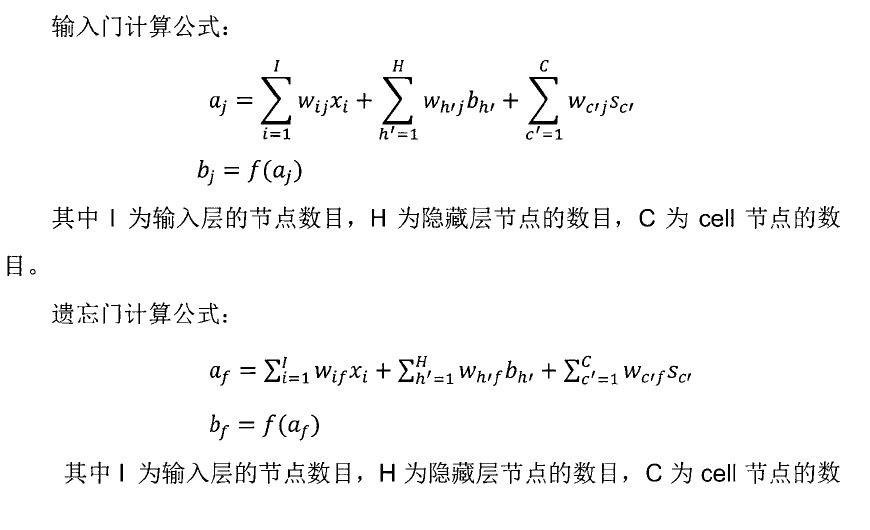 输入门计算公式：
$a_j = \sum_{i=1}^{I} w_{ij} x_i + \sum_{h'=1}^{H} w_{h'j} b_{h'} + \sum_{c'=1}^{C} w_{c'j} s_{c'}$
$b_j = f(a_j)$
其中 I 为输入层的节点数目，H 为隐藏层节点的数目，C 为 cell 节点的数
目。
遗忘门计算公式：
$a_f = \sum_{i=1}^{I} w_{if} x_i + \sum_{h'=1}^{H} w_{h'f} b_{h'} + \sum_{c'=1}^{C} w_{c'f} s_{c'}$
$b_f = f(a_f)$
其中 I 为输入层的节点数目，H 为隐藏层节点的数目，C 为 cell 节点的数